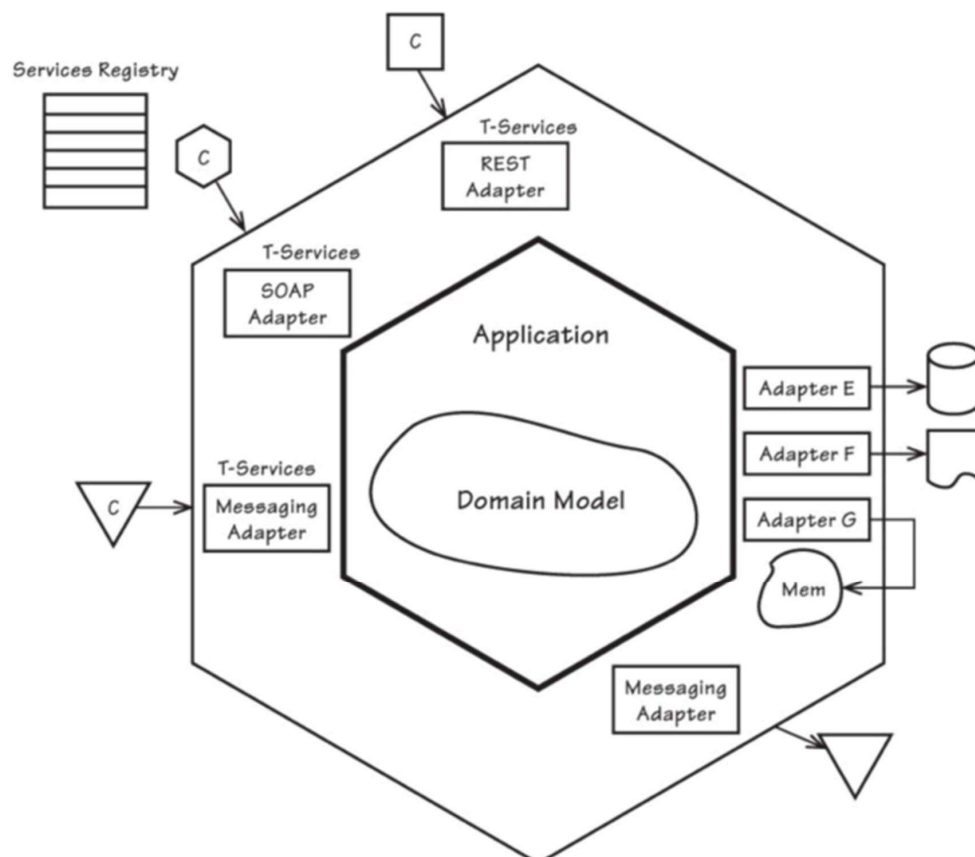 C
Services Registry
T-Services
C
REST
Adapter
T-Services
SOAP
Adapter
Application
Adapter E
Adapter F
T-Services
C
Messaging
Adapter
Domain Model
Adapter G
Mem
Messaging
Adapter